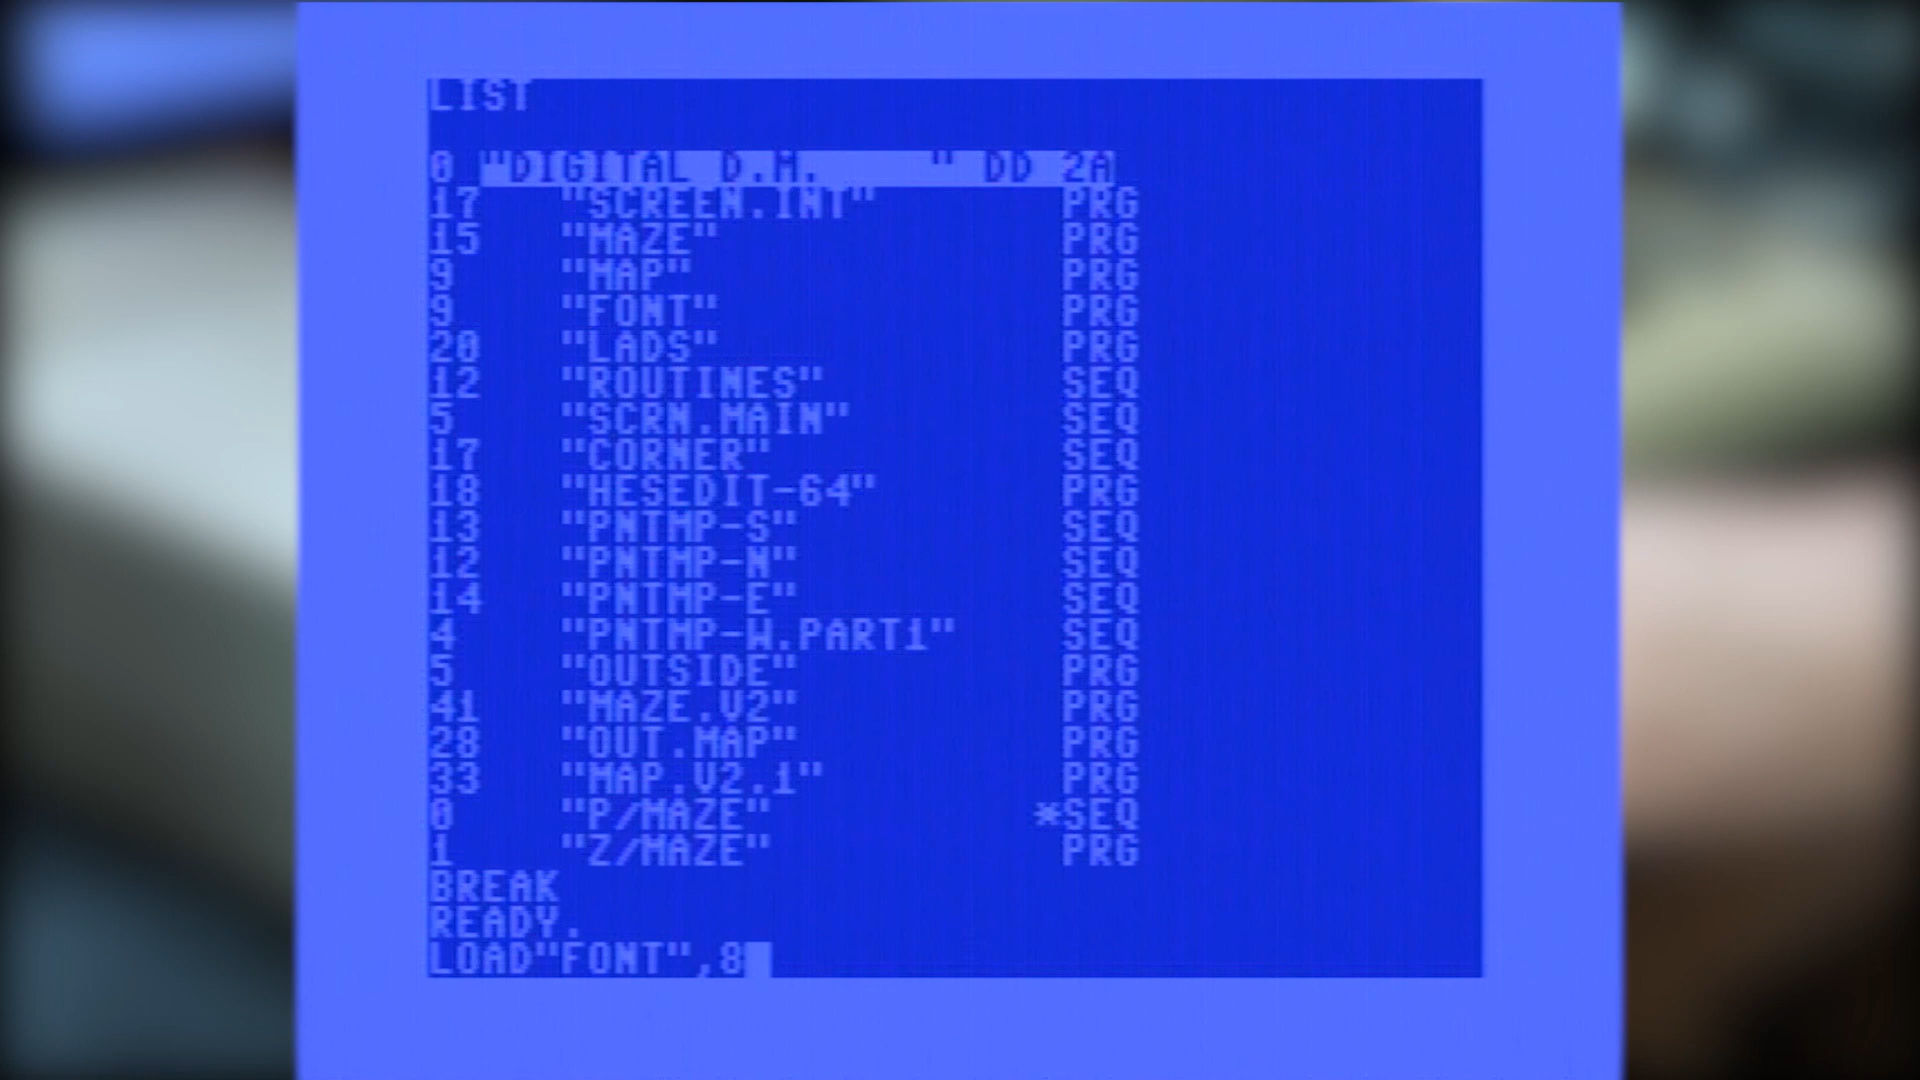 LIST
0 "DIGITAL D.M.    " DD 2A
17   "SCREEN.INT"       PRG
15   "MAZE"             PRG
9    "MAP"              PRG
9    "FONT"             PRG
20   "LADS"             PRG
12   "ROUTINES"         SEQ
5    "SCRN.MAIN"        SEQ
17   "CORNER"           SEQ
18   "HESEDIT-64"       PRG
13   "PNTMP-S"          SEQ
12   "PNTMP-N"          SEQ
14   "PNTMP-E"          SEQ
4    "PNTMP-W.PART1"    SEQ
5    "OUTSIDE"          PRG
41   "MAZE.V2"          PRG
28   "OUT.MAP"          PRG
33   "MAP.V2.1"         PRG
0    "P/MAZE"          *SEQ
1    "Z/MAZE"           PRG
BREAK
READY.
LOAD"FONT",8